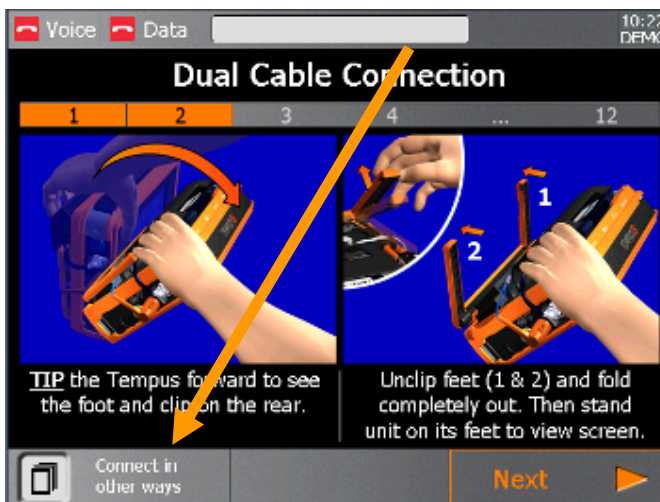 Voice Data 10:22
DEMO
Dual Cable Connection
1 2 3 4 ... 12
1
2
TIP the Tempus forward to see
the foot and clip on the rear.
Unclip feet (1 & 2) and fold
completely out. Then stand
unit on its feet to view screen.
Connect in
other ways
Next